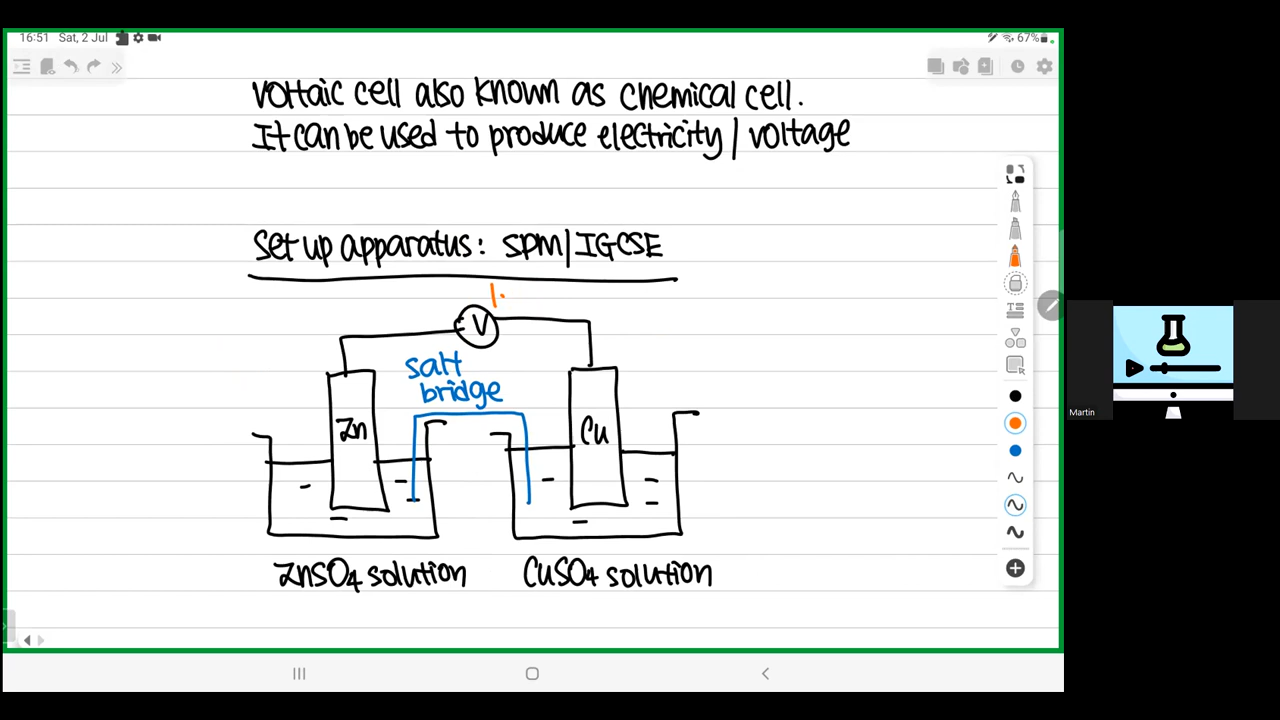 16:51 Sat, 2 Jul
67%
Voltaic cell also known as chemical cell.
It can be used to produce electricity / voltage
Set up apparatus: SPM/IGCSE
1.
V
salt
bridge
Zn
Cu
ZnSO4 solution
CuSO4 solution
Martin